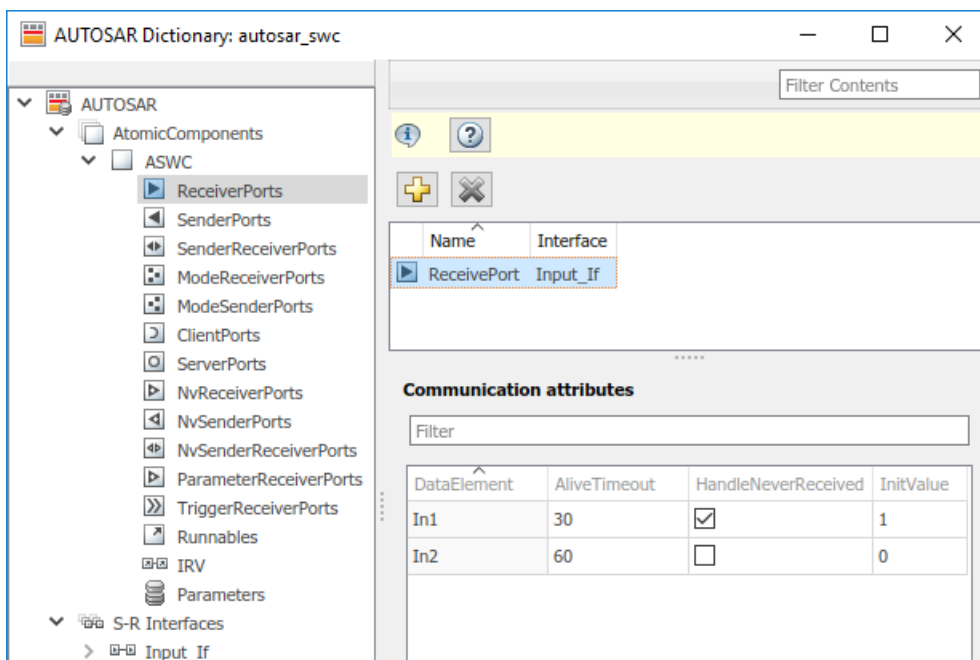 AUTOSAR Dictionary: autosar_swc
Filter Contents
AUTOSAR
AtomicComponents
ASWC
ReceiverPorts
SenderPorts
SenderReceiverPorts
ModeReceiverPorts
ModeSenderPorts
ClientPorts
ServerPorts
NvReceiverPorts
NvSenderPorts
NvSenderReceiverPorts
ParameterReceiverPorts
TriggerReceiverPorts
Runnables
IRV
Parameters
S-R Interfaces
Input_If
Name Interface
ReceivePort Input_If
Communication attributes
Filter
DataElement AliveTimeout HandleNeverReceived InitValue
In1 30 1
In2 60 0